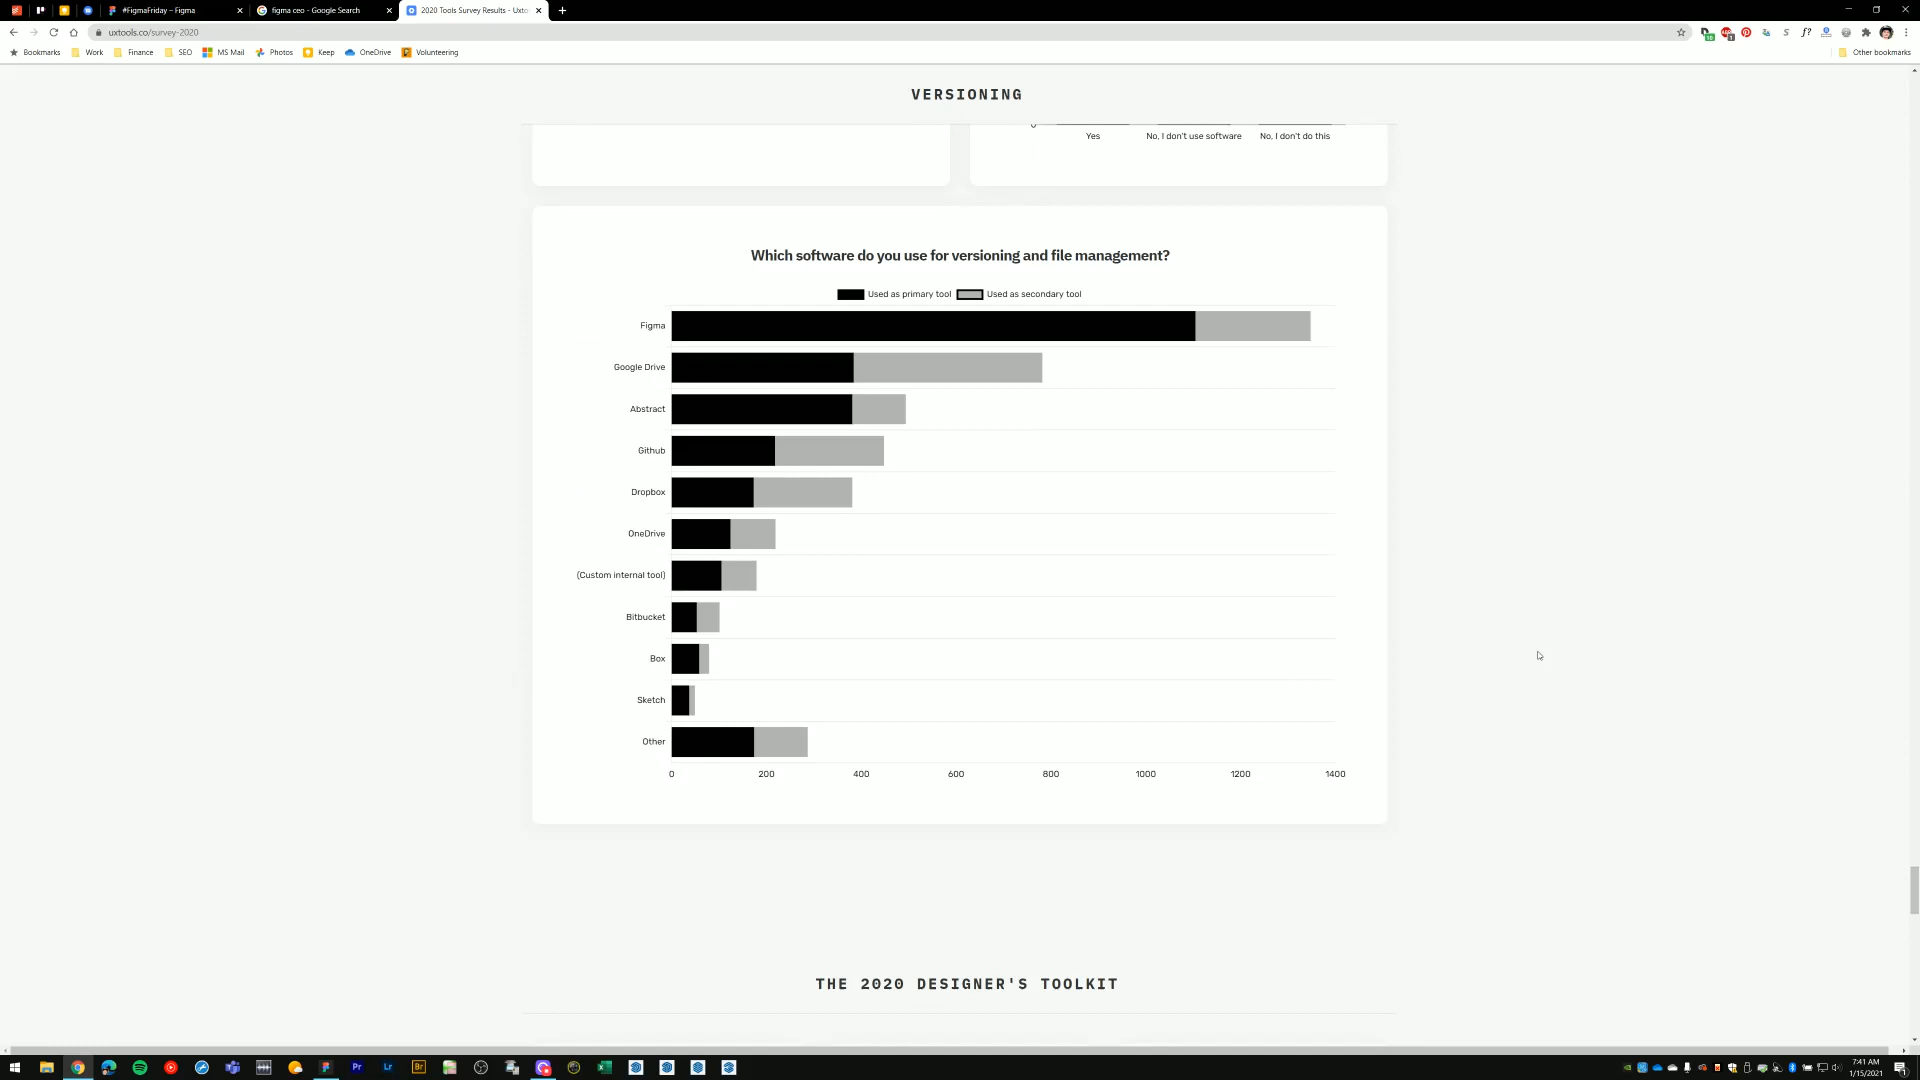 #FigmaFriday – Figma
figma ceo - Google Search
2020 Tools Survey Results - Uxto
uxtools.co/survey-2020
Bookmarks
Work
Finance
SEO
MS Mail
Photos
Keep
OneDrive
Volunteering
Other bookmarks
VERSIONING
0
Yes
No, I don't use software
No, I don't do this
Which software do you use for versioning and file management?
Used as primary tool
Used as secondary tool
Figma
Google Drive
Abstract
Github
Dropbox
OneDrive
(Custom internal tool)
Bitbucket
Box
Sketch
Other
0
200
400
600
800
1000
1200
1400
THE 2020 DESIGNER'S TOOLKIT
Pr
Lr
Br
7:41 AM
1/15/2021